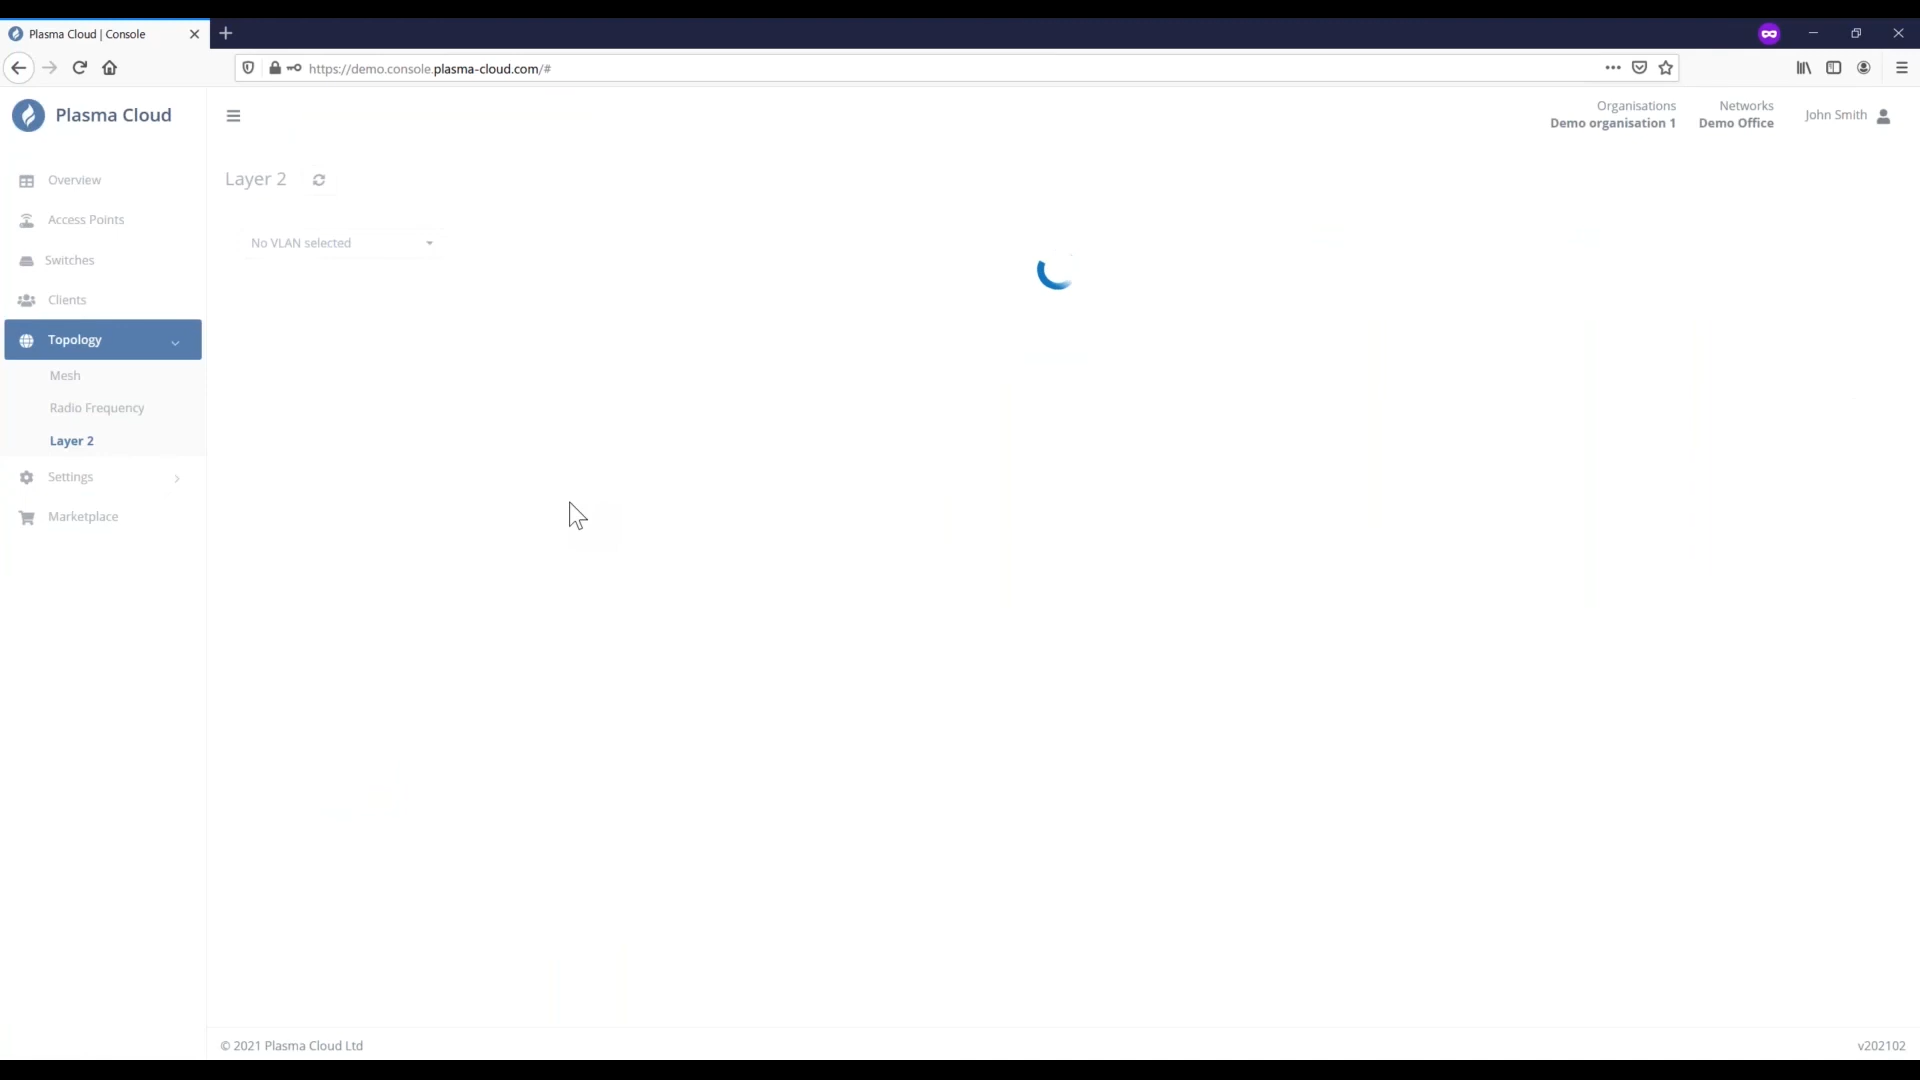 Plasma Cloud | Console
https://demo.console.plasma-cloud.com/#
Plasma Cloud
Organisations
Demo organisation 1
Networks
Demo Office
John Smith
Overview
Access Points
Switches
Clients
Topology
Mesh
Radio Frequency
Layer 2
Settings
Marketplace
Layer 2
No VLAN selected
© 2021 Plasma Cloud Ltd
v202102